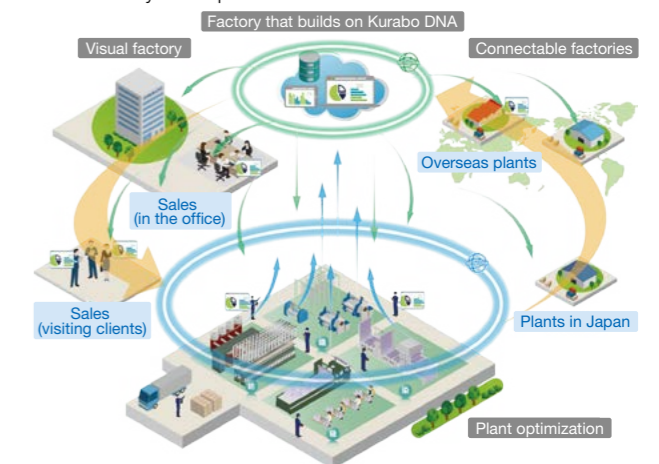 Factory that builds on Kurabo DNA
Visual factory
Connectable factories
Overseas plants
Sales
(in the office)
Sales
(visiting clients)
Plants in Japan
Plant optimization